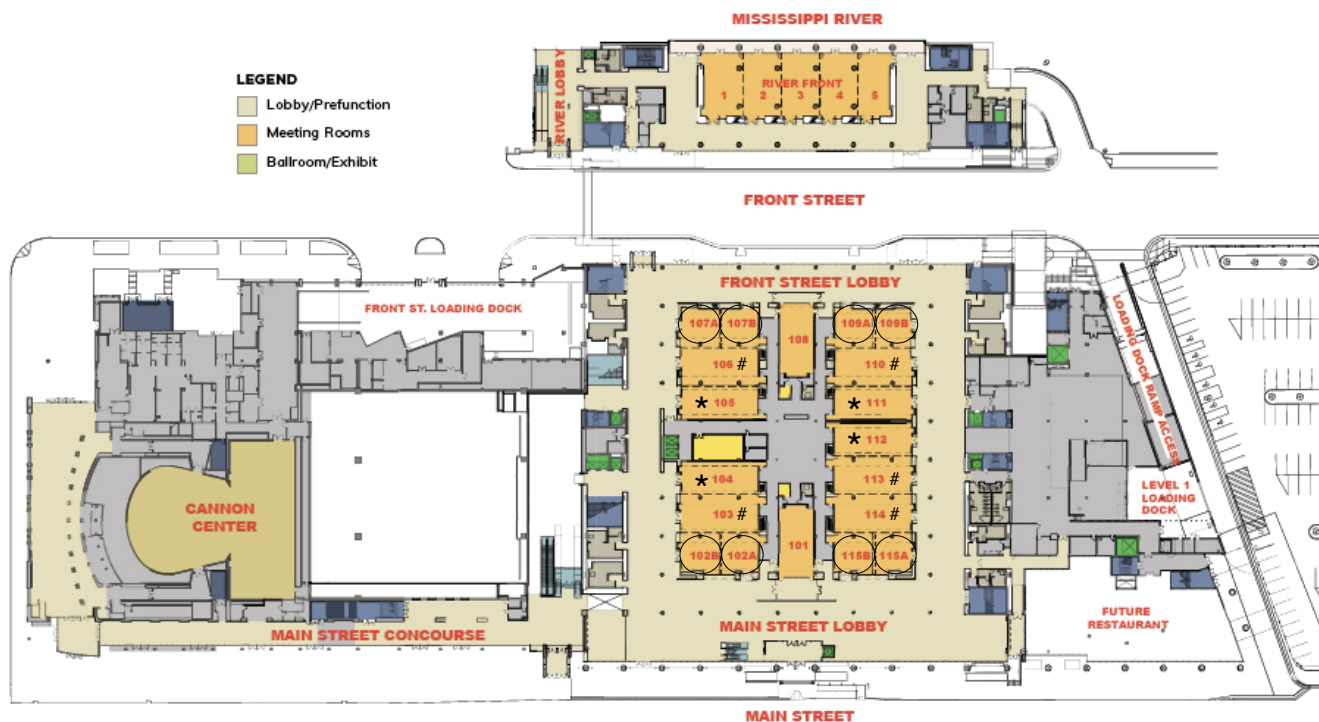 MISSISSIPPI RIVER
LEGEND
Lobby/Prefunction
Meeting Rooms
Ballroom/Exhibit
RIVER LOBBY
RIVER FRONT
1 2 3 4 5
FRONT STREET
FRONT ST. LOADING DOCK
FRONT STREET LOBBY
LOADING DOCK RAMP ACCESS
107A 107B 108 109A 109B
106 # 110 #
* 105 * 111
* 112
* 104 113 #
103 # 114 #
102B 102A 101 115B 115A
CANNON
CENTER
LEVEL 1
LOADING
DOCK
FUTURE
RESTAURANT
MAIN STREET CONCOURSE
MAIN STREET LOBBY
MAIN STREET